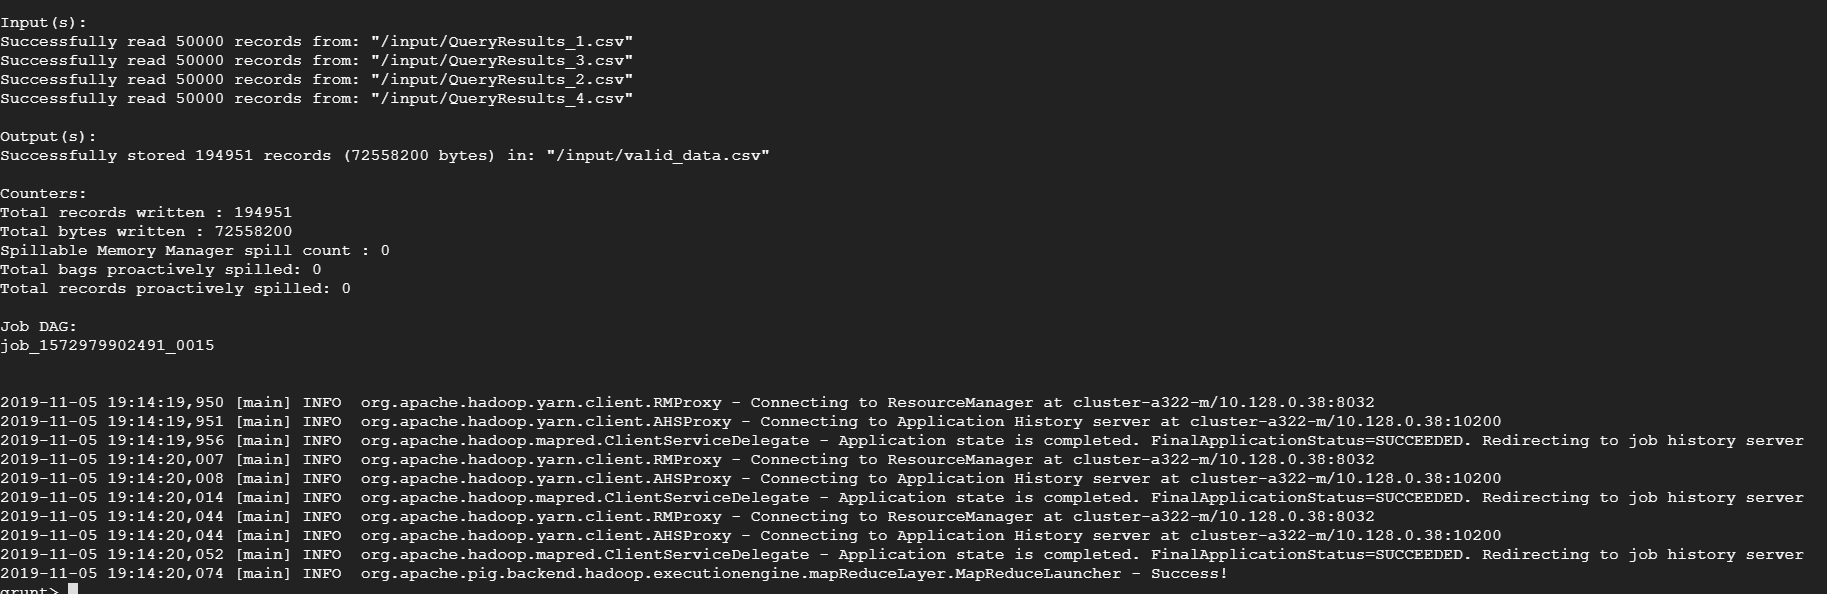 Input(s):
Successfully read 50000 records from: "/input/QueryResults_1.csv"
Successfully read 50000 records from: "/input/QueryResults_3.csv"
Successfully read 50000 records from: "/input/QueryResults_2.csv"
Successfully read 50000 records from: "/input/QueryResults_4.csv"
Output(s):
Successfully stored 194951 records (72558200 bytes) in: "/input/valid_data.csv"
Counters:
Total records written : 194951
Total bytes written : 72558200
Spillable Memory Manager spill count : 0
Total bags proactively spilled: 0
Total records proactively spilled: 0
Job DAG:
job_1572979902491_0015
2019-11-05 19:14:19,950 [main] INFO  org.apache.hadoop.yarn.client.RMProxy - Connecting to ResourceManager at cluster-a322-m/10.128.0.38:8032
2019-11-05 19:14:19,951 [main] INFO  org.apache.hadoop.yarn.client.AHSProxy - Connecting to Application History server at cluster-a322-m/10.128.0.38:10200
2019-11-05 19:14:19,956 [main] INFO  org.apache.hadoop.mapred.ClientServiceDelegate - Application state is completed. FinalApplicationStatus=SUCCEEDED. Redirecting to job history server
2019-11-05 19:14:20,007 [main] INFO  org.apache.hadoop.yarn.client.RMProxy - Connecting to ResourceManager at cluster-a322-m/10.128.0.38:8032
2019-11-05 19:14:20,008 [main] INFO  org.apache.hadoop.yarn.client.AHSProxy - Connecting to Application History server at cluster-a322-m/10.128.0.38:10200
2019-11-05 19:14:20,014 [main] INFO  org.apache.hadoop.mapred.ClientServiceDelegate - Application state is completed. FinalApplicationStatus=SUCCEEDED. Redirecting to job history server
2019-11-05 19:14:20,044 [main] INFO  org.apache.hadoop.yarn.client.RMProxy - Connecting to ResourceManager at cluster-a322-m/10.128.0.38:8032
2019-11-05 19:14:20,044 [main] INFO  org.apache.hadoop.yarn.client.AHSProxy - Connecting to Application History server at cluster-a322-m/10.128.0.38:10200
2019-11-05 19:14:20,052 [main] INFO  org.apache.hadoop.mapred.ClientServiceDelegate - Application state is completed. FinalApplicationStatus=SUCCEEDED. Redirecting to job history server
2019-11-05 19:14:20,074 [main] INFO  org.apache.pig.backend.hadoop.executionengine.mapReduceLayer.MapReduceLauncher - Success!
grunt>